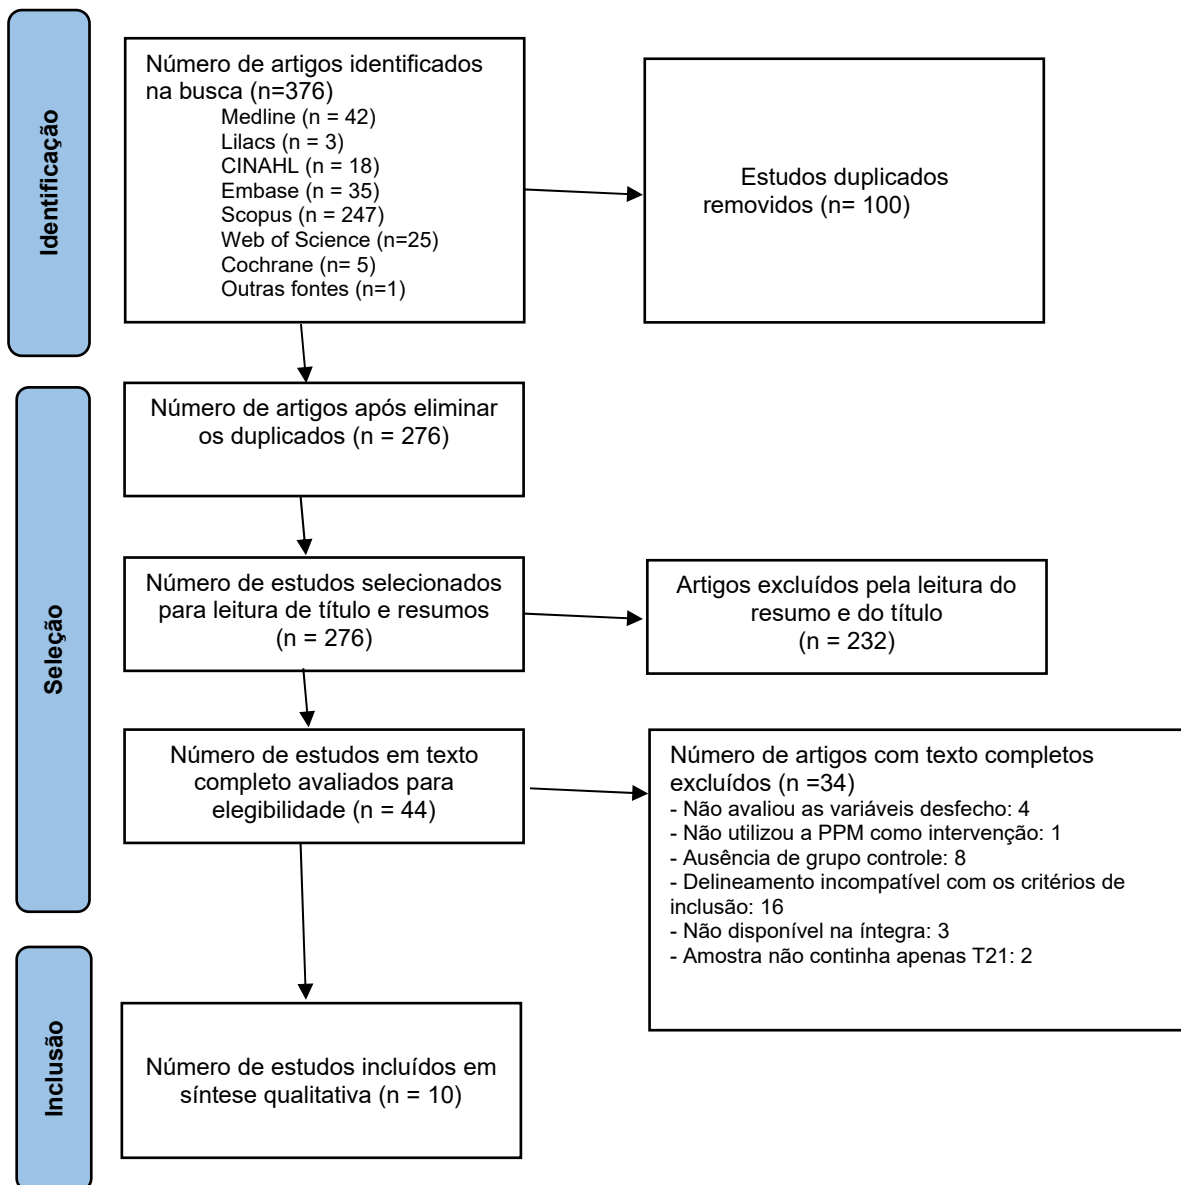 Identificação
Número de artigos identificados
na busca (n=376)
Medline (n = 42)
Lilacs (n = 3)
CINAHL (n = 18)
Embase (n = 35)
Scopus (n = 247)
Web of Science (n=25)
Cochrane (n= 5)
Outras fontes (n=1)
Estudos duplicados
removidos (n= 100)
Seleção
Número de artigos após eliminar
os duplicados (n = 276)
Número de estudos selecionados
para leitura de título e resumos
(n = 276)
Artigos excluídos pela leitura do
resumo e do título
(n = 232)
Número de estudos em texto
completo avaliados para
elegibilidade (n = 44)
Número de artigos com texto completos
excluídos (n =34)
- Não avaliou as variáveis desfecho: 4
- Não utilizou a PPM como intervenção: 1
- Ausência de grupo controle: 8
- Delineamento incompatível com os critérios de
inclusão: 16
- Não disponível na íntegra: 3
- Amostra não continha apenas T21: 2
Inclusão
Número de estudos incluídos em
síntese qualitativa (n = 10)